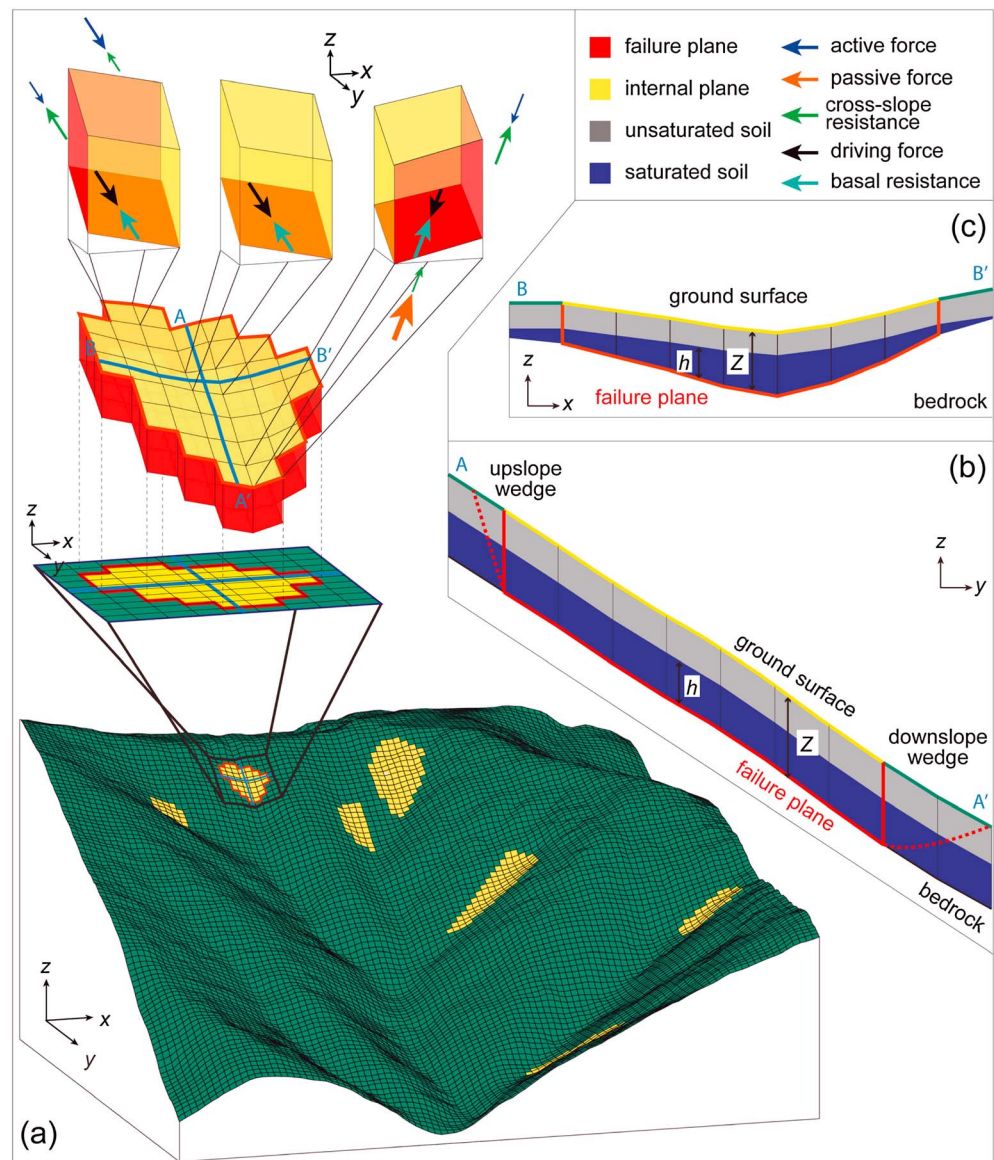 z
x
y
failure plane
internal plane
unsaturated soil
saturated soil
active force
passive force
cross-slope
resistance
driving force
basal resistance
(c)
B
B′
ground surface
h
Z
z
x
failure plane
bedrock
A
B
B′
A′
(b)
A
upslope
wedge
z
y
ground surface
h
Z
failure plane
downslope
wedge
A′
bedrock
z
x
y
z
x
y
(a)